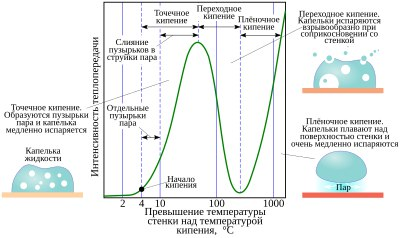 Точечное
кипение
Переходное
кипение
Плёночное
кипение
Слияние
пузырьков в
струйки пара
Отдельные
пузырьки
пара
Начало
кипения
Интенсивность теплопередачи
2
4
10
100
1000
Превышение температуры
стенки над температурой
кипения, °C
Точечное кипение.
Образуются пузырьки
пара и капелька
медленно испаряется
Капелька
жидкости
Переходное кипение.
Капельки испаряются
взрывообразно при
соприкосновении со
стенкой
Плёночное кипение.
Капельки плавают над
поверхностью стенки и
очень медленно испаряются
Пар